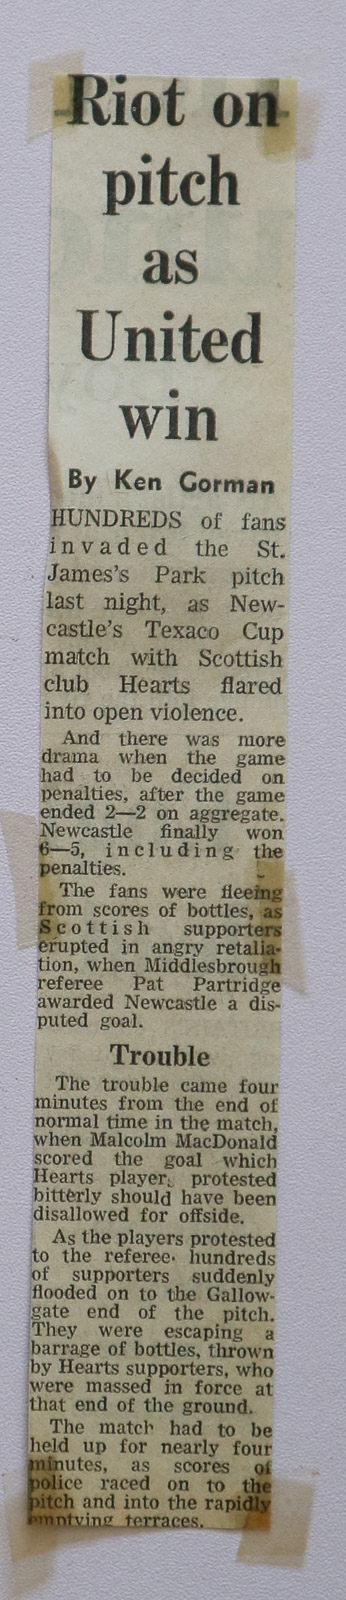 Riot on
pitch
as
United
win
By Ken Gorman
HUNDREDS of fans
invaded the St.
James's Park pitch
last night, as New-
castle's Texaco Cup
match with Scottish
club Hearts flared
into open violence.
And there was more
drama when the game
had to be decided on
penalties, after the game
ended 2—2 on aggregate.
Newcastle finally won
6—5, including the
penalties.
The fans were fleeing
from scores of bottles, as
Scottish supporters
erupted in angry retalia-
tion, when Middlesbrough
referee Pat Partridge
awarded Newcastle a dis-
puted goal.
Trouble
The trouble came four
minutes from the end of
normal time in the match,
when Malcolm MacDonald
scored the goal which
Hearts player, protested
bitterly should have been
disallowed for offside.
As the players protested
to the referee· hundreds
of supporters suddenly
flooded on to the Gallow-
gate end of the pitch.
They were escaping a
barrage of bottles, thrown
by Hearts supporters, who
were massed in force at
that end of the ground.
The match had to be
held up for nearly four
minutes, as scores of
police raced on to the
pitch and into the rapidly
emptying terraces.